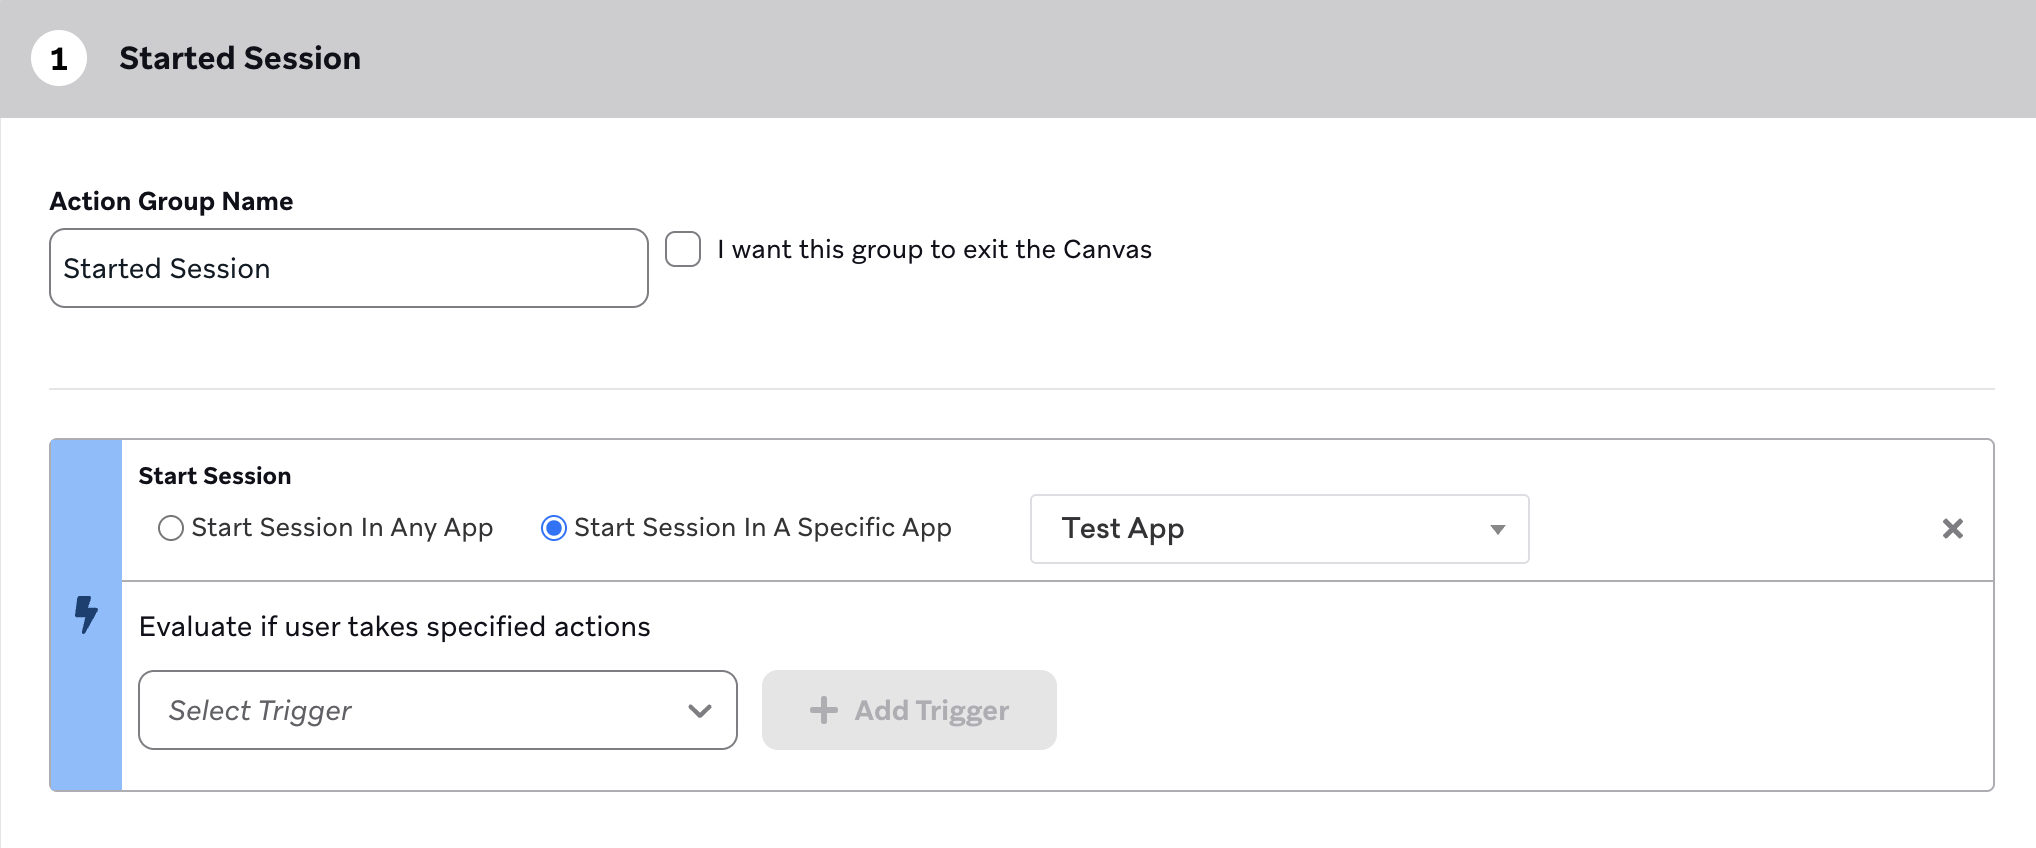 1 Started Session
Action Group Name
Started Session
I want this group to exit the Canvas
Start Session
Start Session In Any App
Start Session In A Specific App
Test App
Evaluate if user takes specified actions
Select Trigger
Add Trigger